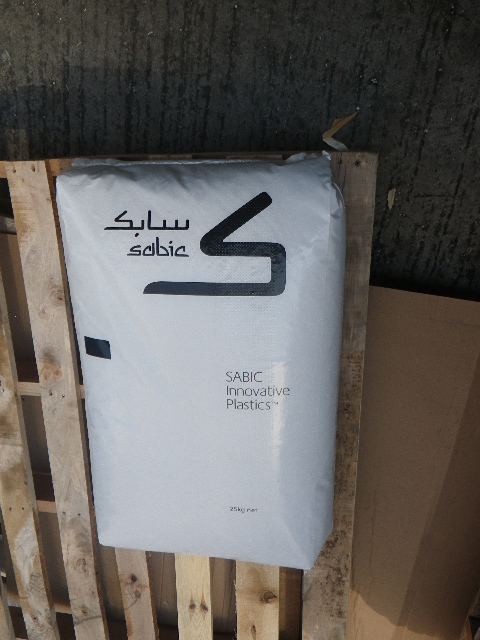 سابك
sabic
ك
SABIC
Innovative
Plastics™
25kg net